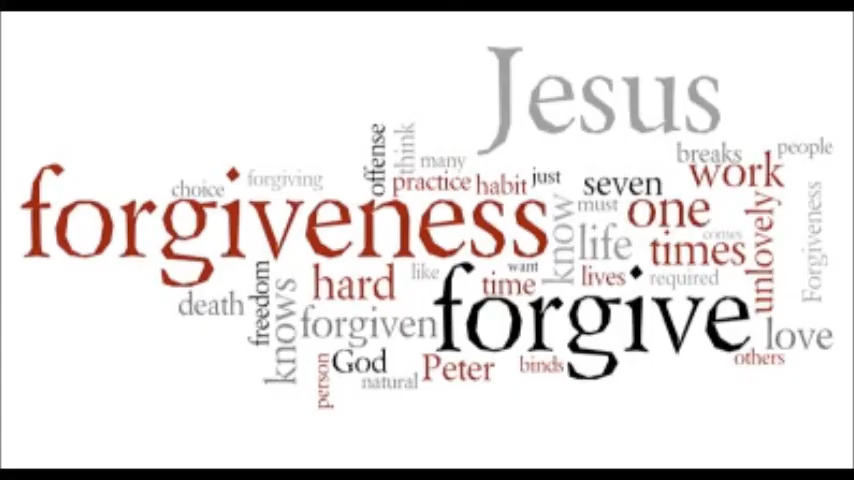 Jesus
offense
think
many
breaks
people
choice
forgiving
practice
habit
just
seven
work
forgiveness
know
must
one
unlovely
Forgiveness
life
times
comes
hard
like
want
time
lives
required
death
freedom
knows
forgiven
forgive
love
person
God
natural
Peter
binds
others